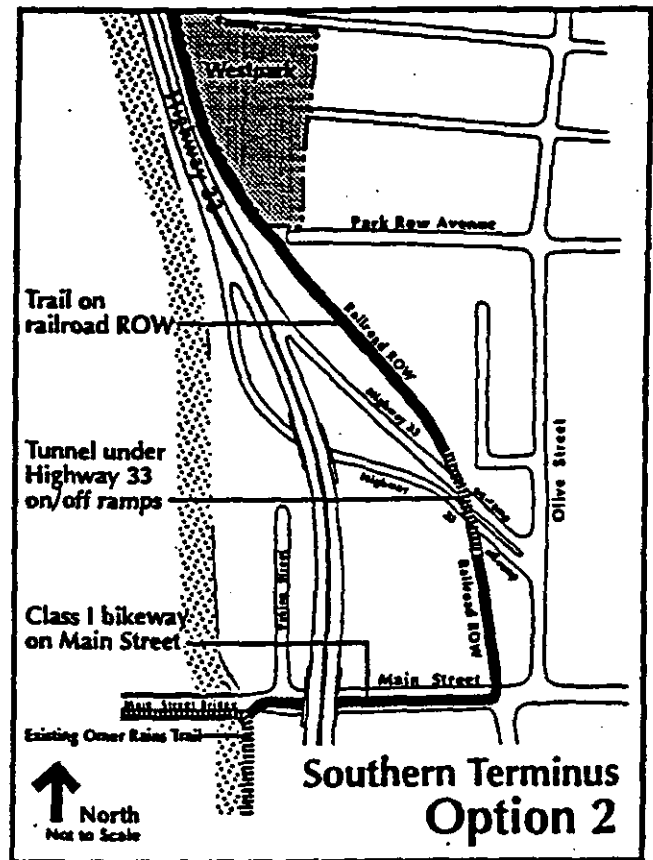 Westpark
Highway 33
Park Row Avenue
Trail on
railroad ROW
Railroad ROW
Highway 33
Tunnel under
Highway 33
on/off ramps
Highway
33
Olive Street
Railroad ROW
Class I bikeway
on Main Street
Main Street
Main Street Bridge
Existing Omer Rains Trail
North
Not to Scale
Southern Terminus
Option 2